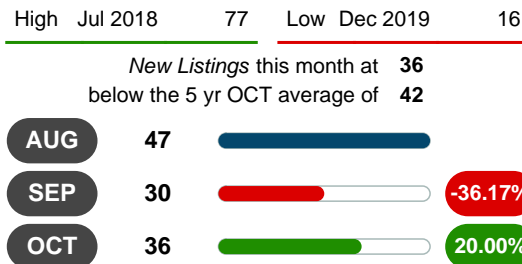 High Jul 2018 77 Low Dec 2019 16
New Listings this month at 36
below the 5 yr OCT average of 42
AUG 47
SEP 30 -36.17%
OCT 36 20.00%